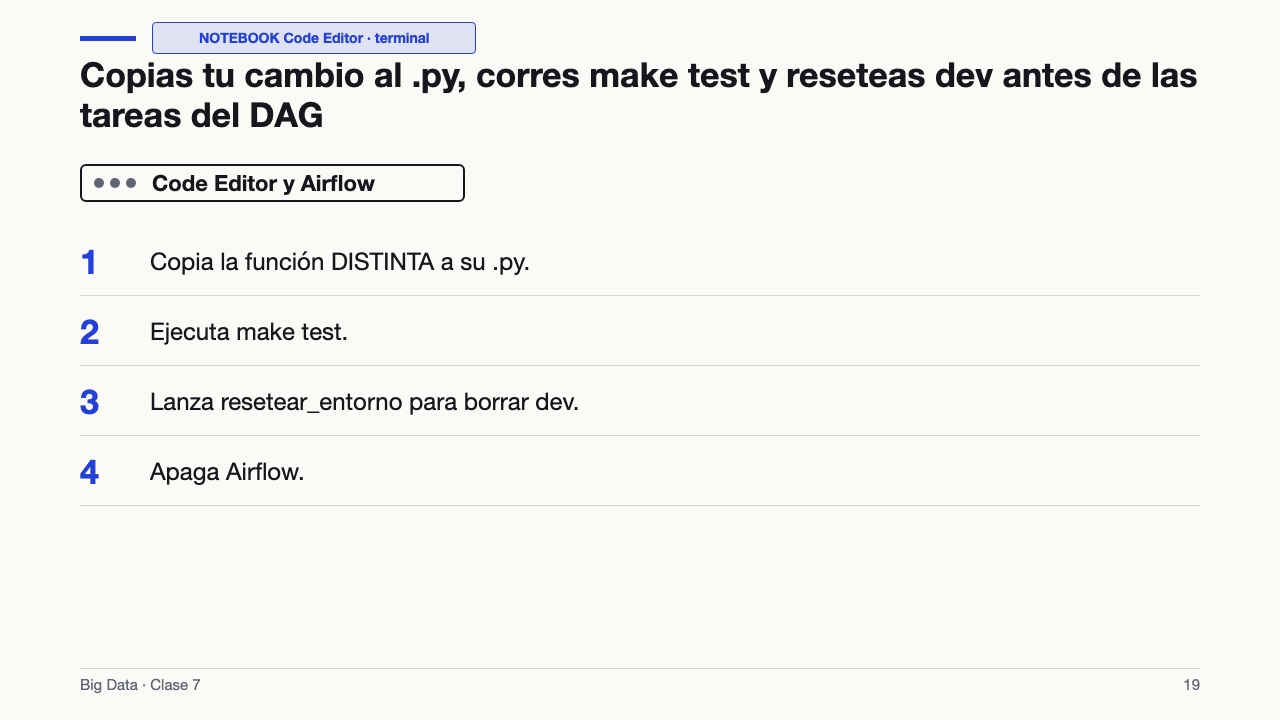 NOTEBOOK Code Editor · terminal
Copias tu cambio al .py, corres make test y reseteas dev antes de las
tareas del DAG
Code Editor y Airflow
1 Copia la función DISTINTA a su .py.
2 Ejecuta make test.
3 Lanza resetear_entorno para borrar dev.
4 Apaga Airflow.
Big Data · Clase 7
19